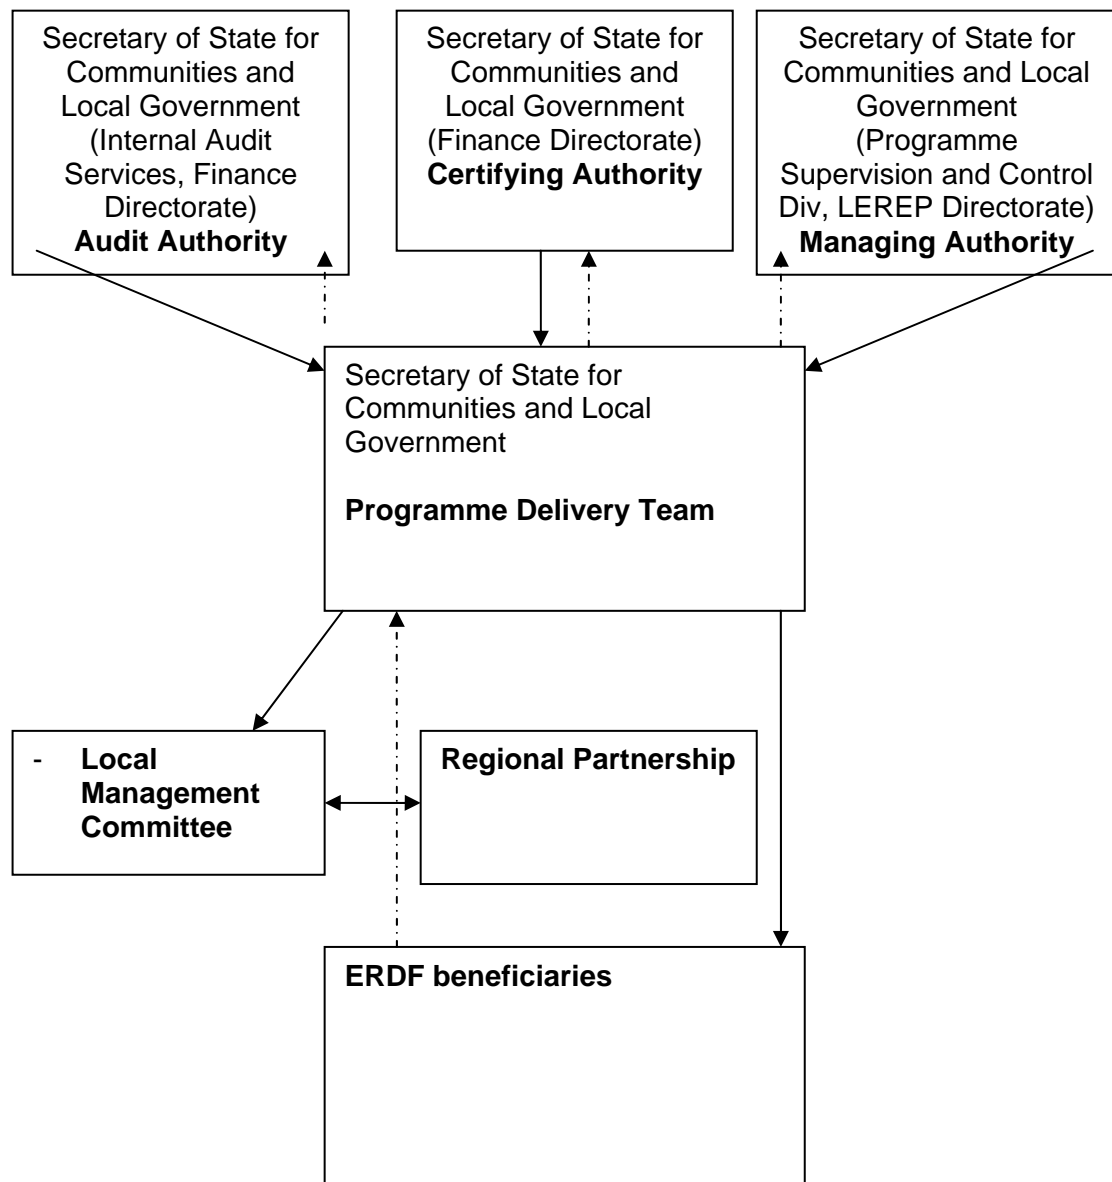 Secretary of State for
Communities and
Local Government
(Internal Audit
Services, Finance
Directorate)
Audit Authority
Secretary of State for
Communities and
Local Government
(Finance Directorate)
Certifying Authority
Secretary of State for
Communities and Local
Government
(Programme
Supervision and Control
Div, LEREP Directorate)
Managing Authority
Secretary of State for
Communities and Local
Government
Programme Delivery Team
- Local
Management
Committee
Regional Partnership
ERDF beneficiaries